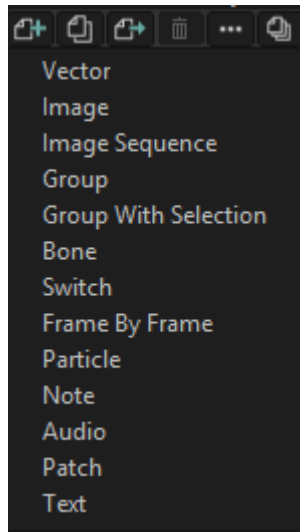 Vector
Image
Image Sequence
Group
Group With Selection
Bone
Switch
Frame By Frame
Particle
Note
Audio
Patch
Text